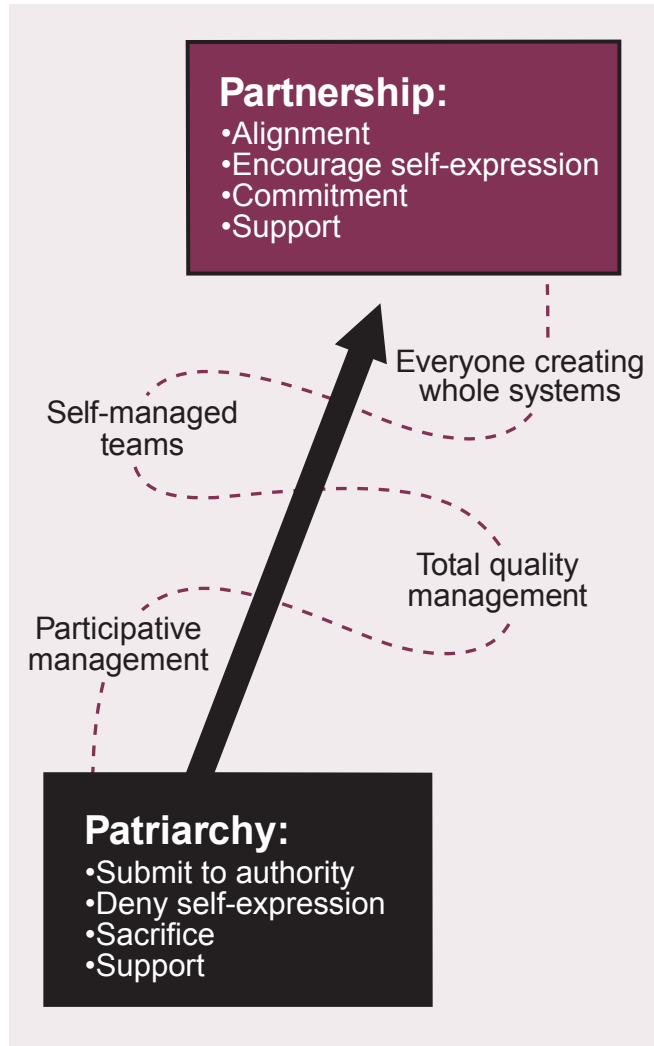 Partnership:
•Alignment
•Encourage self-expression
•Commitment
•Support
Everyone creating
whole systems
Self-managed
teams
Total quality
management
Participative
management
Patriarchy:
•Submit to authority
•Deny self-expression
•Sacrifice
•Support